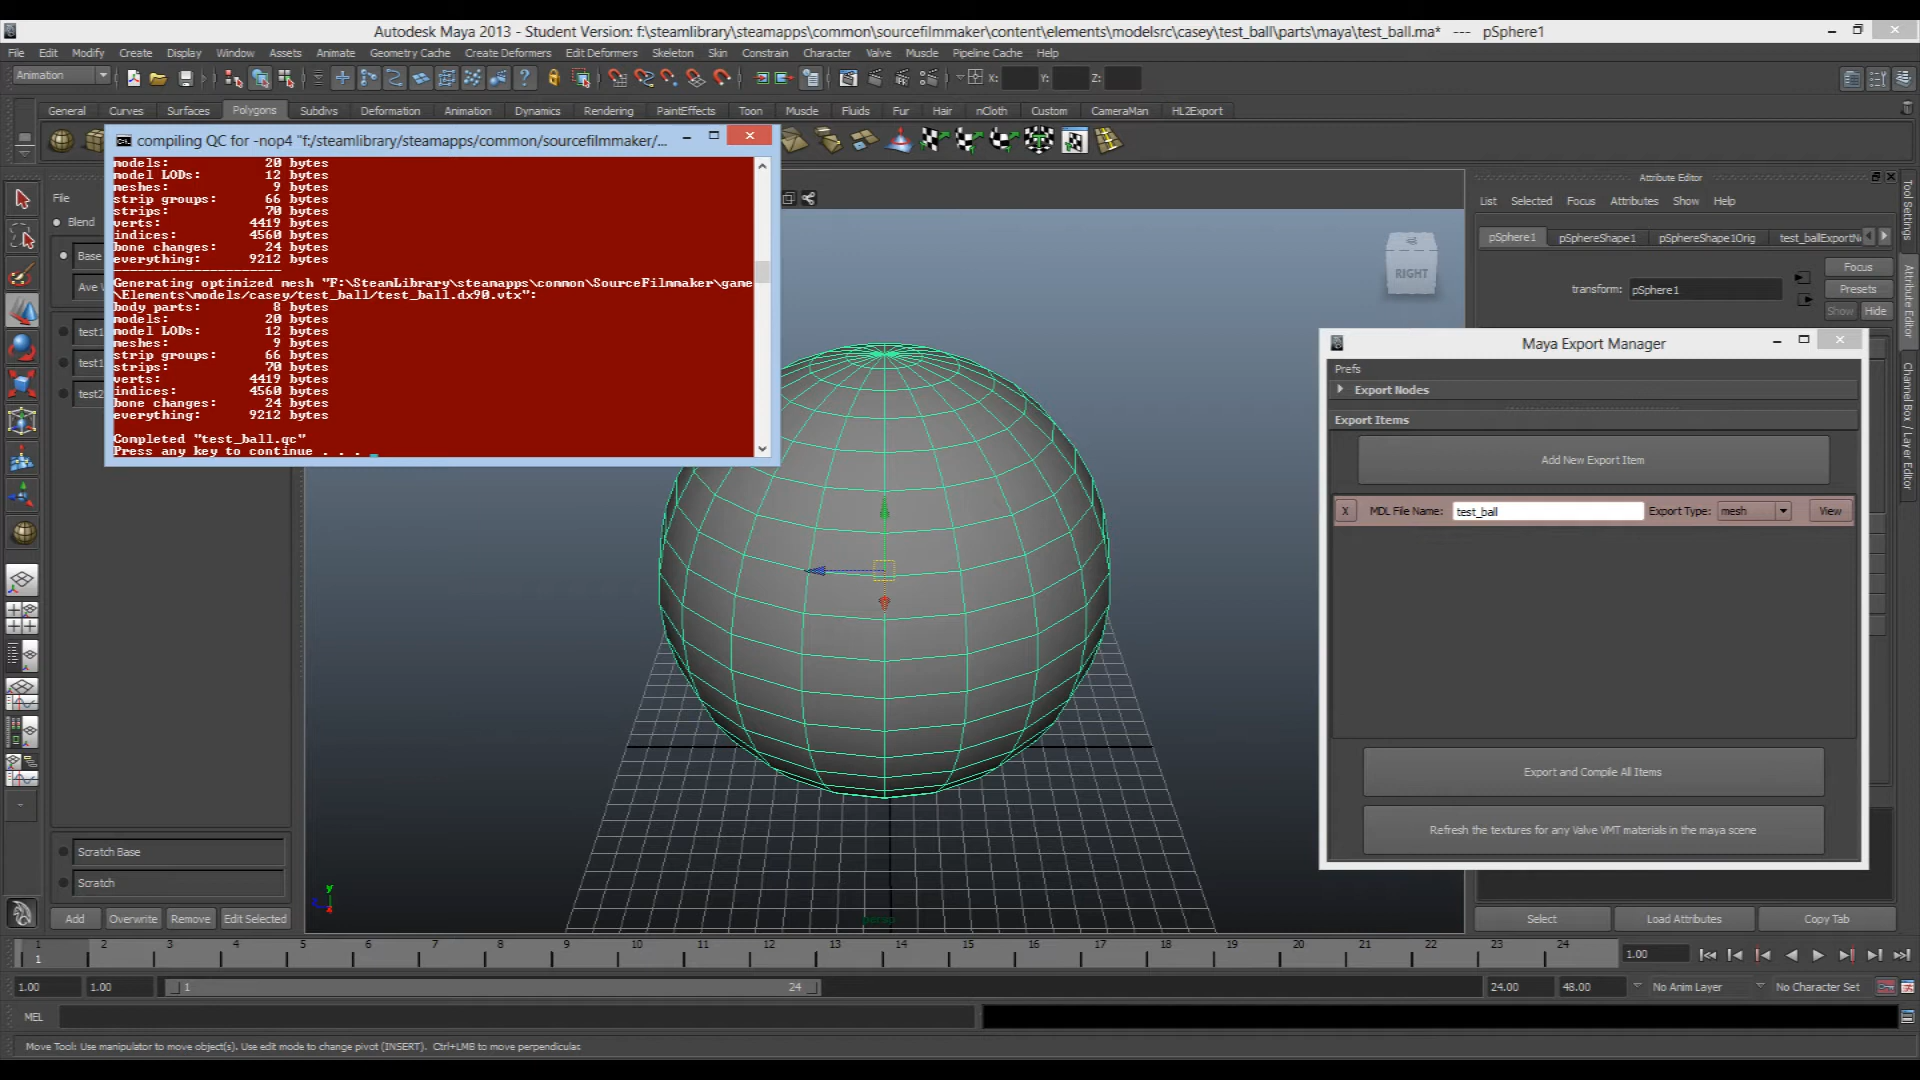 Autodesk Maya 2013 - Student Version: f:\steamlibrary\steamapps\common\sourcefilmmaker\content\elements\modelsrc\casey\test_ball\parts\maya\test_ball.ma*   ---   pSphere1
File Edit Modify Create Display Window Assets Animate Geometry Cache Create Deformers Edit Deformers Skeleton Skin Constrain Character Valve Muscle Pipeline Cache Help
Animation X: Y: Z:
General Curves Surfaces Polygons Subdivs Deformation Animation Dynamics Rendering PaintEffects Toon Muscle Fluids Fur Hair nCloth Custom CameraMan HL2Export
compiling QC for -nop4 "f:/steamlibrary/steamapps/common/sourcefilmmaker/...
models: 20 bytes
model LODs: 12 bytes
meshes: 9 bytes
strip groups: 66 bytes
strips: 70 bytes
verts: 4419 bytes
indices: 4560 bytes
bone changes: 24 bytes
everything: 9212 bytes
----------------------
Generating optimized mesh "F:\SteamLibrary\steamapps\common\SourceFilmmaker\game
\Elements\models/casey/test_ball/test_ball.dx90.vtx":
body parts: 8 bytes
models: 20 bytes
model LODs: 12 bytes
meshes: 9 bytes
strip groups: 66 bytes
strips: 70 bytes
verts: 4419 bytes
indices: 4560 bytes
bone changes: 24 bytes
everything: 9212 bytes
Completed "test_ball.qc"
Press any key to continue . . .
File
Blend
Base
Ave W
test1
test1
test2
Scratch Base
Scratch
Add Overwrite Remove Edit Selected
RIGHT
y
persp
Attribute Editor
List Selected Focus Attributes Show Help
pSphere1 pSphereShape1 pSphereShape1Orig test_ballExportN
Focus
transform: pSphere1 Presets
Show Hide
Tool Settings
Attribute Editor
Channel Box / Layer Editor
Maya Export Manager
Prefs
Export Nodes
Export Items
Add New Export Item
X MDL File Name: test_ball Export Type: mesh View
Export and Compile All Items
Refresh the textures for any Valve VMT materials in the maya scene
Select Load Attributes Copy Tab
1 2 3 4 5 6 7 8 9 10 11 12 13 14 15 16 17 18 19 20 21 22 23 24
1 1.00
1.00 1.00 1 24 24.00 48.00 No Anim Layer No Character Set
MEL
Move Tool: Use manipulator to move object(s). Use edit mode to change pivot (INSERT). Ctrl+LMB to move perpendicular.